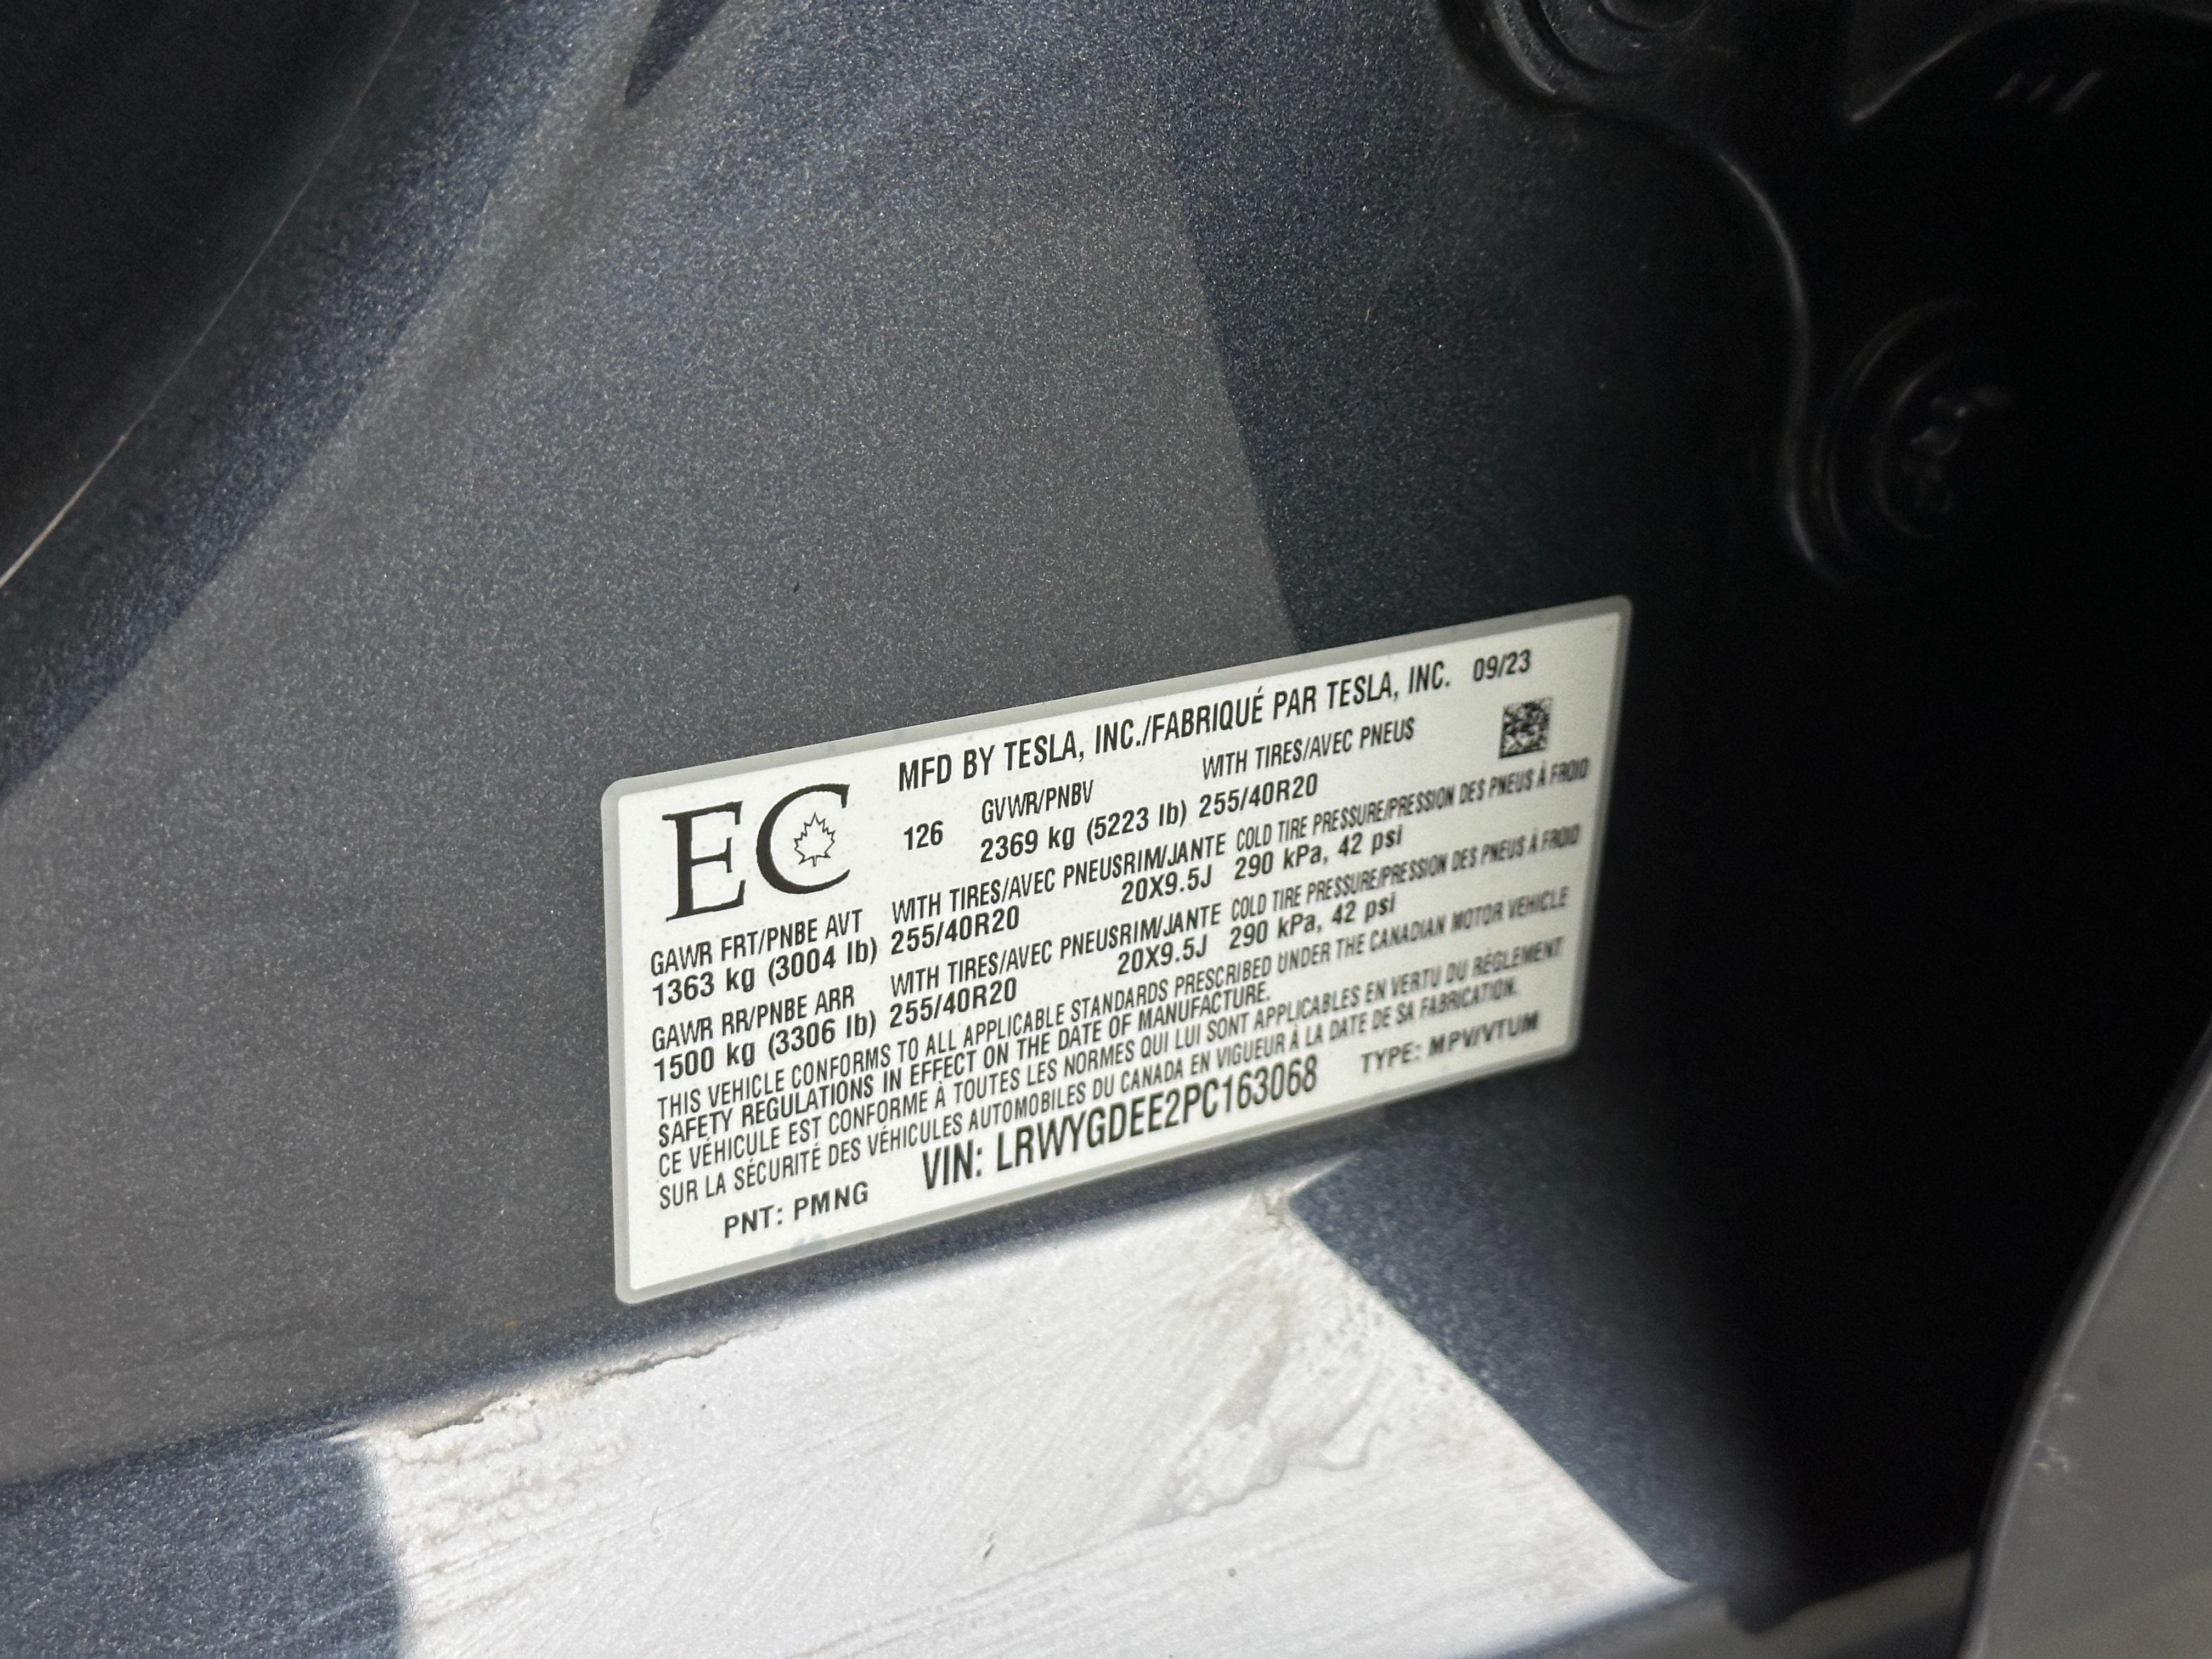 MFD BY TESLA, INC./FABRIQUÉ PAR TESLA, INC. 09/23
EC
126
GVWR/PNBV
2369 kg (5223 lb)
WITH TIRES/AVEC PNEUS
255/40R20
GAWR FRT/PNBE AVT
1363 kg (3004 lb)
WITH TIRES/AVEC PNEUS
255/40R20
RIM/JANTE
20X9.5J
COLD TIRE PRESSURE/PRESSION DES PNEUS À FROID
290 kPa, 42 psi
GAWR RR/PNBE ARR
1500 kg (3306 lb)
WITH TIRES/AVEC PNEUS
255/40R20
RIM/JANTE
20X9.5J
COLD TIRE PRESSURE/PRESSION DES PNEUS À FROID
290 kPa, 42 psi
THIS VEHICLE CONFORMS TO ALL APPLICABLE STANDARDS PRESCRIBED UNDER THE CANADIAN MOTOR VEHICLE
SAFETY REGULATIONS IN EFFECT ON THE DATE OF MANUFACTURE.
CE VÉHICULE EST CONFORME À TOUTES LES NORMES QUI LUI SONT APPLICABLES EN VERTU DU RÈGLEMENT
SUR LA SÉCURITÉ DES VÉHICULES AUTOMOBILES DU CANADA EN VIGUEUR À LA DATE DE SA FABRICATION.
PNT: PMNG
VIN: LRWYGDEE2PC163068
TYPE: MPV/VTUM